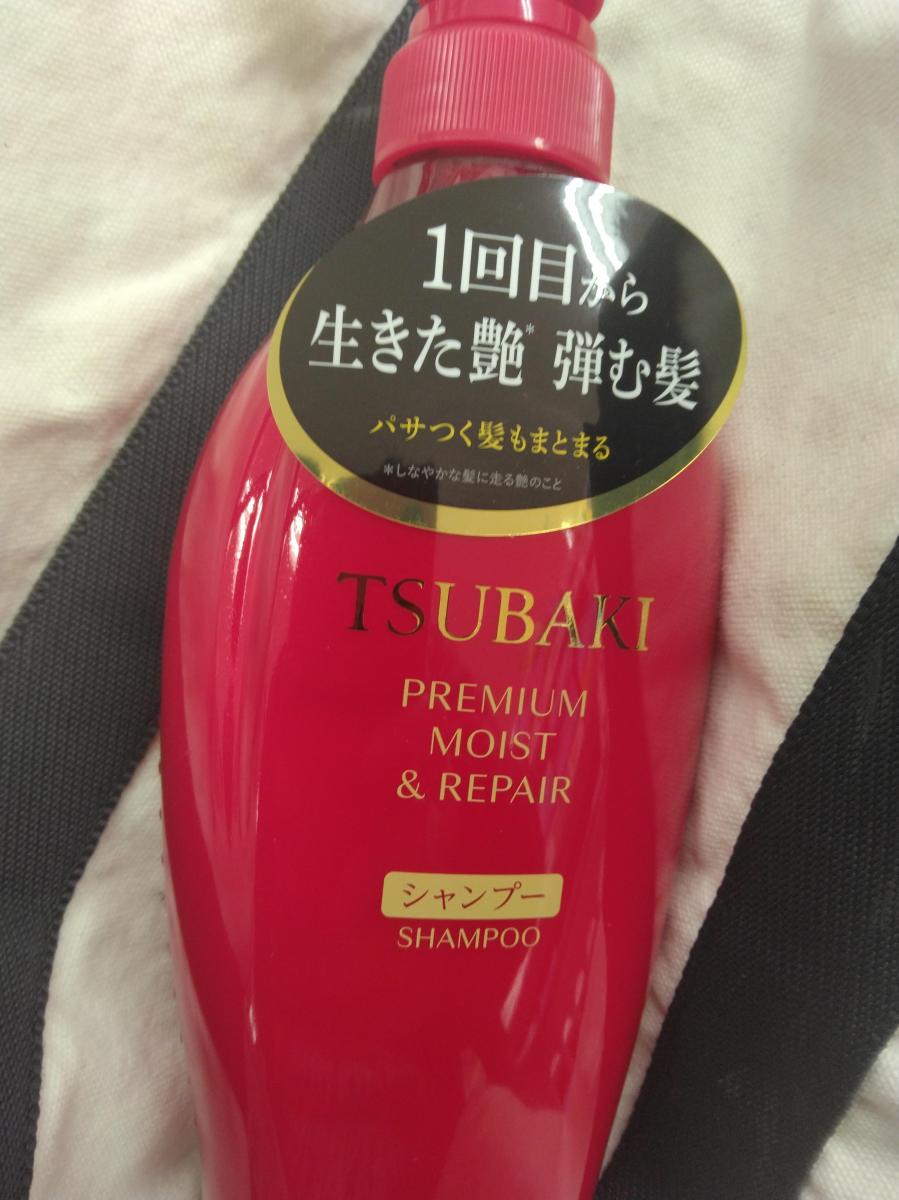 1回目から
生きた艶* 弾む髪
パサつく髪もまとまる
*しなやかな髪に走る艶のこと
TSUBAKI
PREMIUM
MOIST
& REPAIR
シャンプー
SHAMPOO